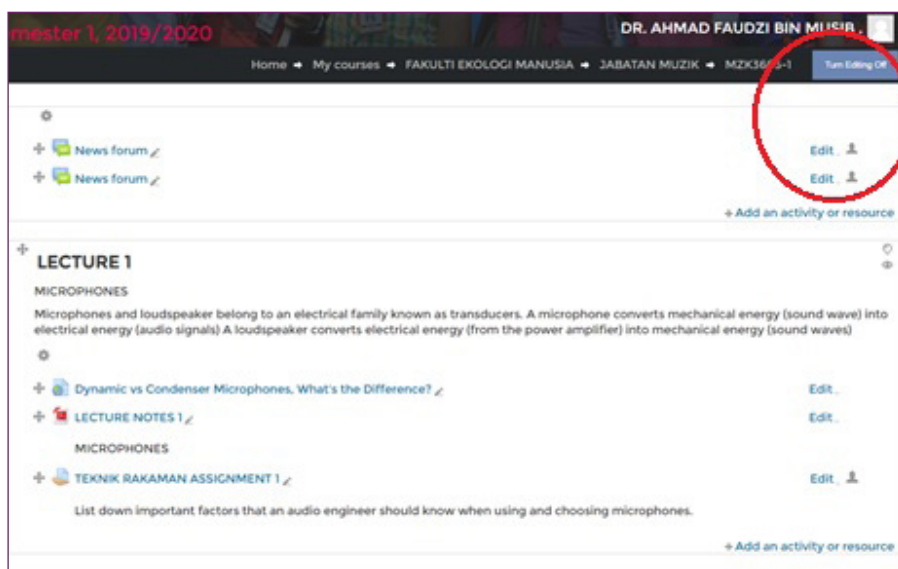 mester 1, 2019/2020
DR. AHMAD FAUDZI BIN MUSIB .
Home → My courses → FAKULTI EKOLOGI MANUSIA → JABATAN MUZIK →
Turn Editing Off
News forum
Edit
News forum
Edit
+ Add an activity or resource
LECTURE 1
MICROPHONES
Microphones and loudspeaker belong to an electrical family known as transducers. A microphone converts mechanical energy (sound wave) into
electrical energy (audio signals) A loudspeaker converts electrical energy (from the power amplifier) into mechanical energy (sound waves)
Dynamic vs Condenser Microphones, What's the Difference?
Edit
LECTURE NOTES 1
Edit
MICROPHONES
TEKNIK RAKAMAN ASSIGNMENT 1
Edit
List down important factors that an audio engineer should know when using and choosing microphones.
+ Add an activity or resource